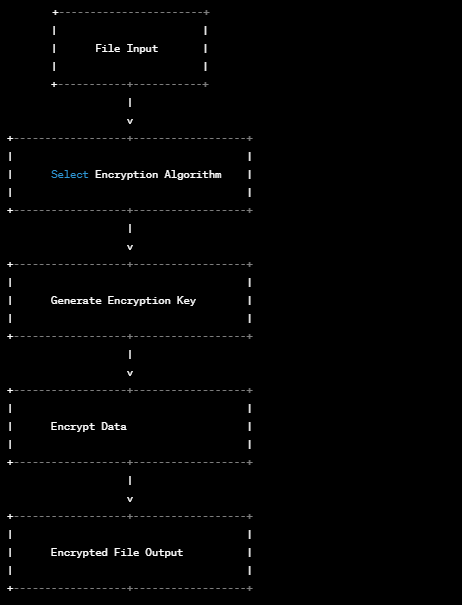 File Input
Select Encryption Algorithm
Generate Encryption Key
Encrypt Data
Encrypted File Output